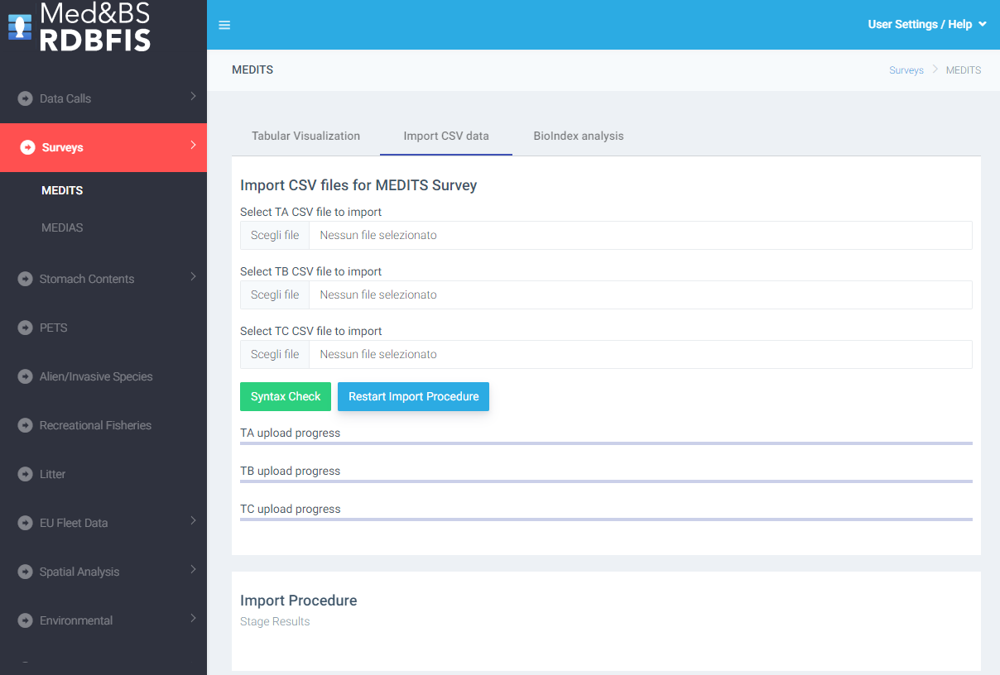 Med&BS
RDBFIS
User Settings / Help
MEDITS
Surveys
MEDITS
Data Calls
Surveys
MEDITS
MEDIAS
Stomach Contents
PETS
Alien/Invasive Species
Recreational Fisheries
Litter
EU Fleet Data
Spatial Analysis
Environmental
Tabular Visualization
Import CSV data
BioIndex analysis
Import CSV files for MEDITS Survey
Select TA CSV file to import
Scegli file Nessun file selezionato
Select TB CSV file to import
Scegli file Nessun file selezionato
Select TC CSV file to import
Scegli file Nessun file selezionato
Syntax Check
Restart Import Procedure
TA upload progress
TB upload progress
TC upload progress
Import Procedure
Stage Results